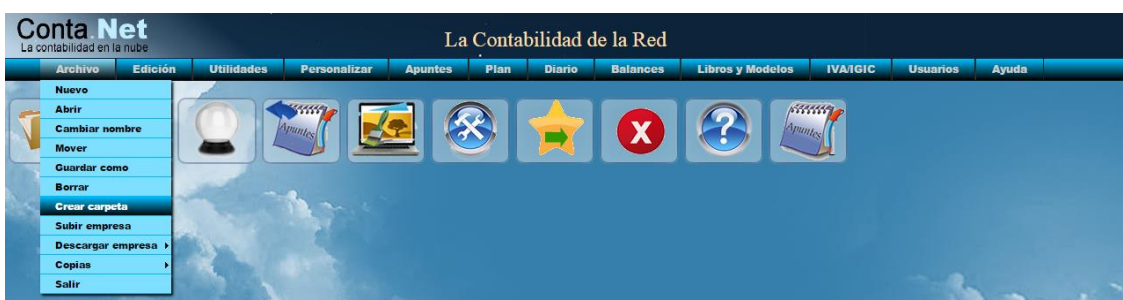 Conta.Net
La contabilidad en la nube
La Contabilidad de la Red
Archivo Edición Utilidades Personalizar Apuntes Plan Diario Balances Libros y Modelos IVA/IGIC Usuarios Ayuda
Nuevo
Abrir
Cambiar nombre
Mover
Guardar como
Borrar
Crear carpeta
Subir empresa
Descargar empresa
Copias
Salir
Apuntes
X
?
Apuntes